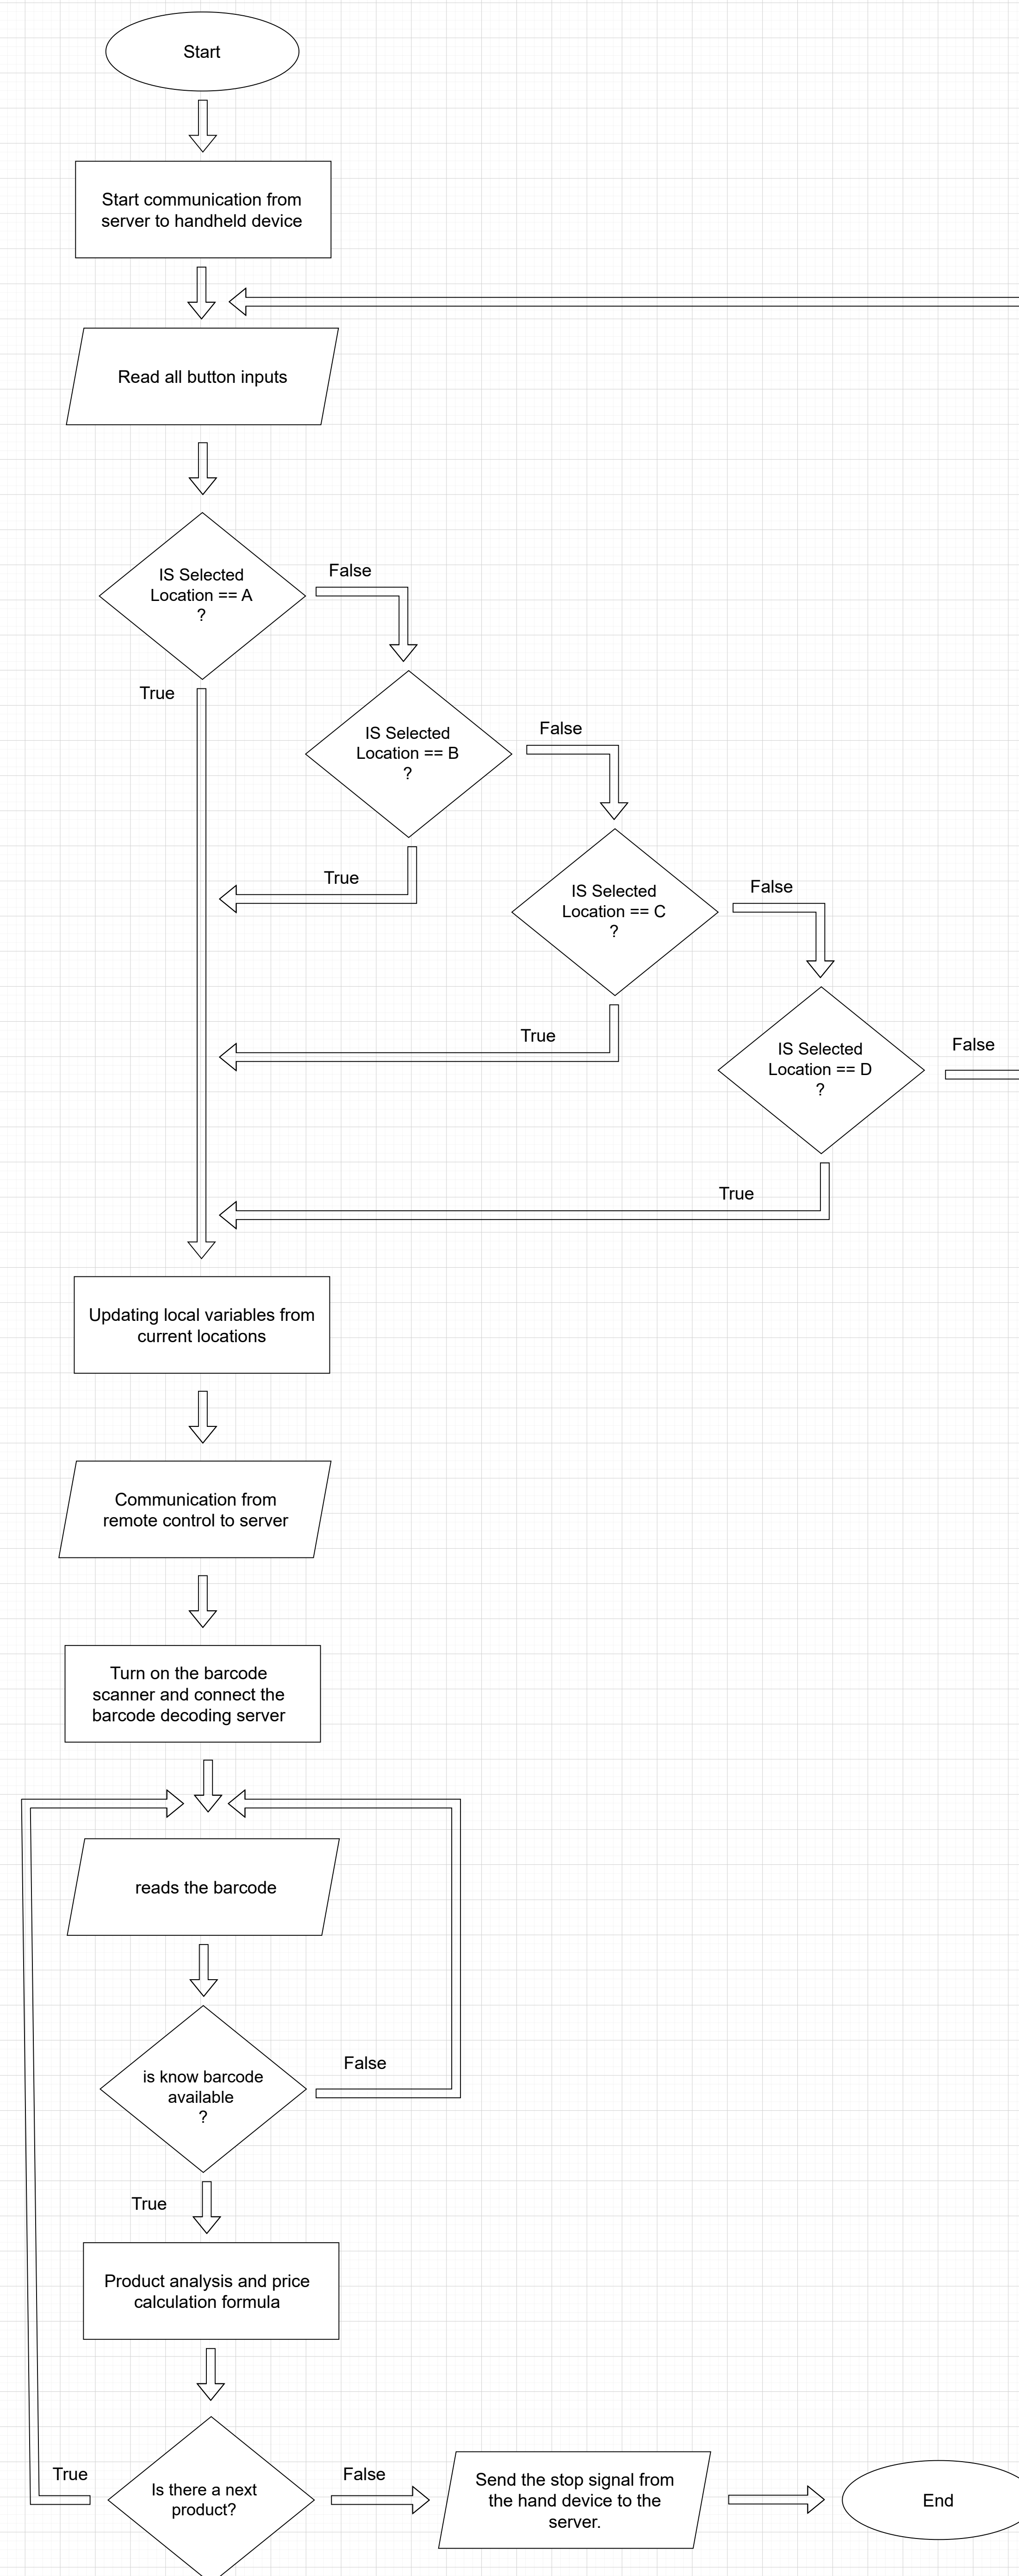 Start
Start communication from
server to handheld device
Read all button inputs
IS Selected
Location == A
?
False
True
IS Selected
Location == B
?
False
True
IS Selected
Location == C
?
False
True
IS Selected
Location == D
?
False
True
Updating local variables from
current locations
Communication from
remote control to server
Turn on the barcode
scanner and connect the
barcode decoding server
reads the barcode
is know barcode
available
?
False
True
Product analysis and price
calculation formula
Is there a next
product?
True
False
Send the stop signal from
the hand device to the
server.
End